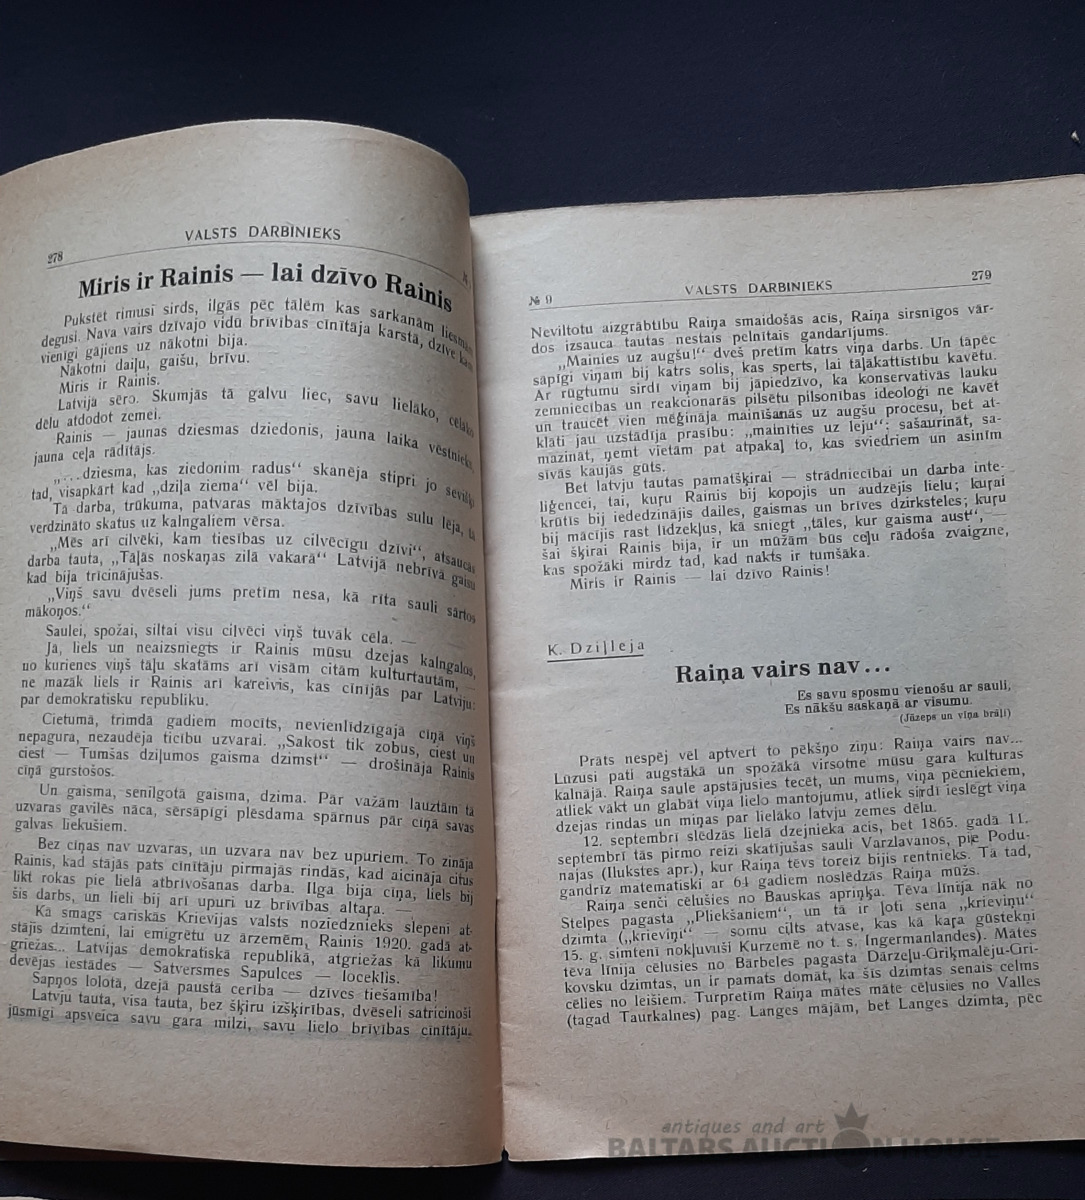 278
VALSTS DARBINIEKS
Miris ir Rainis — lai dzīvo Rainis
Pukstēt rimusi sirds, ilgās pēc tālēm kas sarkanām liesmām
degusi. Nava vairs dzīvajo vidū brīvības cīnītāja karstā, dzīve kam
vienīgi gājiens uz nākotni bija.
Nākotni daiļu, gaišu, brīvu.
Miris ir Rainis.
Latvija sēro. Skumjās tā galvu liec, savu lielāko, cēlāko
dēlu atdodot zemei.
Rainis — jaunas dziesmas dziedonis, jauna laika vēstnieks,
jauna ceļa rādītājs.
„...dziesma, kas ziedonim radus“ skanēja stipri jo
tad, visapkārt kad „dziļa ziema“ vēl bija.
Tā darba, trūkuma, patvaras māktajos dzīvības sulu lēja, tā
verdzināto skatus uz kalngaliem vērsa.
„Mēs arī cilvēki, kam tiesības uz cilvēcīgu dzīvi“, atsaucās
darba tauta, „Tāļās noskaņas zilā vakarā“ Latvijā nebrīvā gaisu
kad bija trīcinājušas.
„Viņš savu dvēseli jums pretīm nesa, kā rīta sauli sārtos
mākoņos.“
Saulei, spožai, siltai visu cilvēci viņš tuvāk cēla. —
Jā, liels un neaizsniegts ir Rainis mūsu dzejas kalngalos,
no kurienes viņš tāļu skatāms arī visām citām kulturtautām, —
ne mazāk liels ir Rainis arī kareivis, kas cīnījās par Latviju:
par demokratisku republiku.
Cietumā, trimdā gadiem mocīts, nevienlīdzīgajā cīņā viņš
nepagura, nezaudēja ticību uzvarai. „Sakost tik zobus, ciest un
ciest — Tumšas dziļumos gaisma dzimst“ — drošināja Rainis
cīņā gurstošos.
Un gaisma, senilgotā gaisma, dzima. Pār važām lauztām tā
uzvaras gavilēs nāca, sērsāpīgi plēsdama spārnus pār cīņā savas
galvas liekušiem.
Bez cīņas nav uzvaras, un uzvara nav bez upuriem. To zināja
Rainis, kad stājās pats cīnītāju pirmajās rindās, kad aicināja citus
likt rokas pie lielā atbrīvošanas darba. Ilga bija cīņa, liels bij
šis darbs, un lieli bij arī upuri uz brīvības altaŗa. —
Kā smags cariskās Krievijas valsts noziedznieks slepeni at-
stājis dzimteni, lai emigrētu uz ārzemēm, Rainis 1920. gadā at-
griežas... Latvijas demokratiskā republikā, atgriežas kā likumu
devējas iestādes — Satversmes Sapulces — loceklis.
Sapņos lolotā, dzejā paustā cerība — dzīves tiešamība!
Latvju tauta, visa tauta, bez šķiru izšķirības, dvēseli satricinoši
jūsmīgi apsveica savu gara milzi, savu lielo brīvības cīnītāju.
№ 9
VALSTS DARBINIEKS
279
Neviltotu aizgrābtību Raiņa smaidošās acis, Raiņa sirsnīgos vār-
dos izsauca tautas nestais pelnītais gandarījums.
„Mainies uz augšu!“ dveš pretīm katrs viņa darbs. Un tāpēc
sāpīgi viņam bij katrs solis, kas sperts, lai tāļākattīstību kavētu.
Ar rūgtumu sirdī viņam bij jāpiedzīvo, ka konservativās lauku
zemniecības un reakcionarās pilsētu pilsonības ideoloģi ne kavēt
un traucēt vien mēģināja mainīšanās uz augšu procesu, bet at-
klāti jau uzstādīja prasību: „mainīties uz leju“: sašaurināt, sa-
mazināt, ņemt vietām pat atpakaļ to, kas sviedriem un asinīm
sīvās kaujās gūts.
Bet latvju tautas pamatšķirai — strādniecībai un darba inte-
liģencei, tai, kuŗu Rainis bij kopojis un audzējis lielu; kuŗai
krūtīs bij iededzinājis dailes, gaismas un brīves dzirksteles; kuŗu
bij mācījis rast līdzekļus, kā sniegt „tāles, kur gaisma aust“, —
šai šķirai Rainis bija, ir un mūžām būs ceļu rādoša zvaigzne,
kas spožāki mirdz tad, kad nakts ir tumšāka.
Miris ir Rainis — lai dzīvo Rainis!
K. Dziļleja
Raiņa vairs nav...
Es savu sposmu vienošu ar sauli,
Es nākšu saskaņā ar visumu.
(Jāzeps un viņa brāļi)
Prāts nespēj vēl aptvert to pēkšņo ziņu: Raiņa vairs nav...
Lūzusi pati augstākā un spožākā virsotne mūsu gara kulturas
kalnājā. Raiņa saule apstājusies tecēt, un mums, viņa pēcniekiem,
atliek vākt un glabāt viņa lielo mantojumu, atliek sirdī ieslēgt viņa
dzejas rindas un miņas par lielāko latvju zemes dēlu.
12. septembrī slēdzās lielā dzejnieka acis, bet 1865. gada 11.
septembrī tās pirmo reizi skatījušas sauli Varzlavanos, pie Podu-
najas (Ilukstes apr.), kur Raiņa tēvs toreiz bijis rentnieks. Tā tad,
gandrīz matematiski ar 64 gadiem noslēdzās Raiņa mūžs.
Raiņa senči cēlušies no Bauskas apriņķa. Tēva līnija nāk no
Stelpes pagasta „Pliekšāniem“, un tā ir ļoti sena „krieviņu“
dzimta („krieviņi“ — somu cilts atvase, kas kā kaŗa gūstekņi
15. g. simtenī nokļuvuši Kurzemē no t. s. Ingermanlandes). Mātes
tēva līnija cēlusies no Bārbeles pagasta Dārzeļu-Griķmaļeju-Gri-
kovsku dzimtas, un ir pamats domāt, ka šīs dzimtas senais celms
cēlies no leišiem. Turpretīm Raiņa mātes māte cēlusies no Valles
(tagad Taurkalnes) pag. Langes mājām, bet Langes dzimta, pēc
antiques and art
BALTARS AUCTION HOUSE